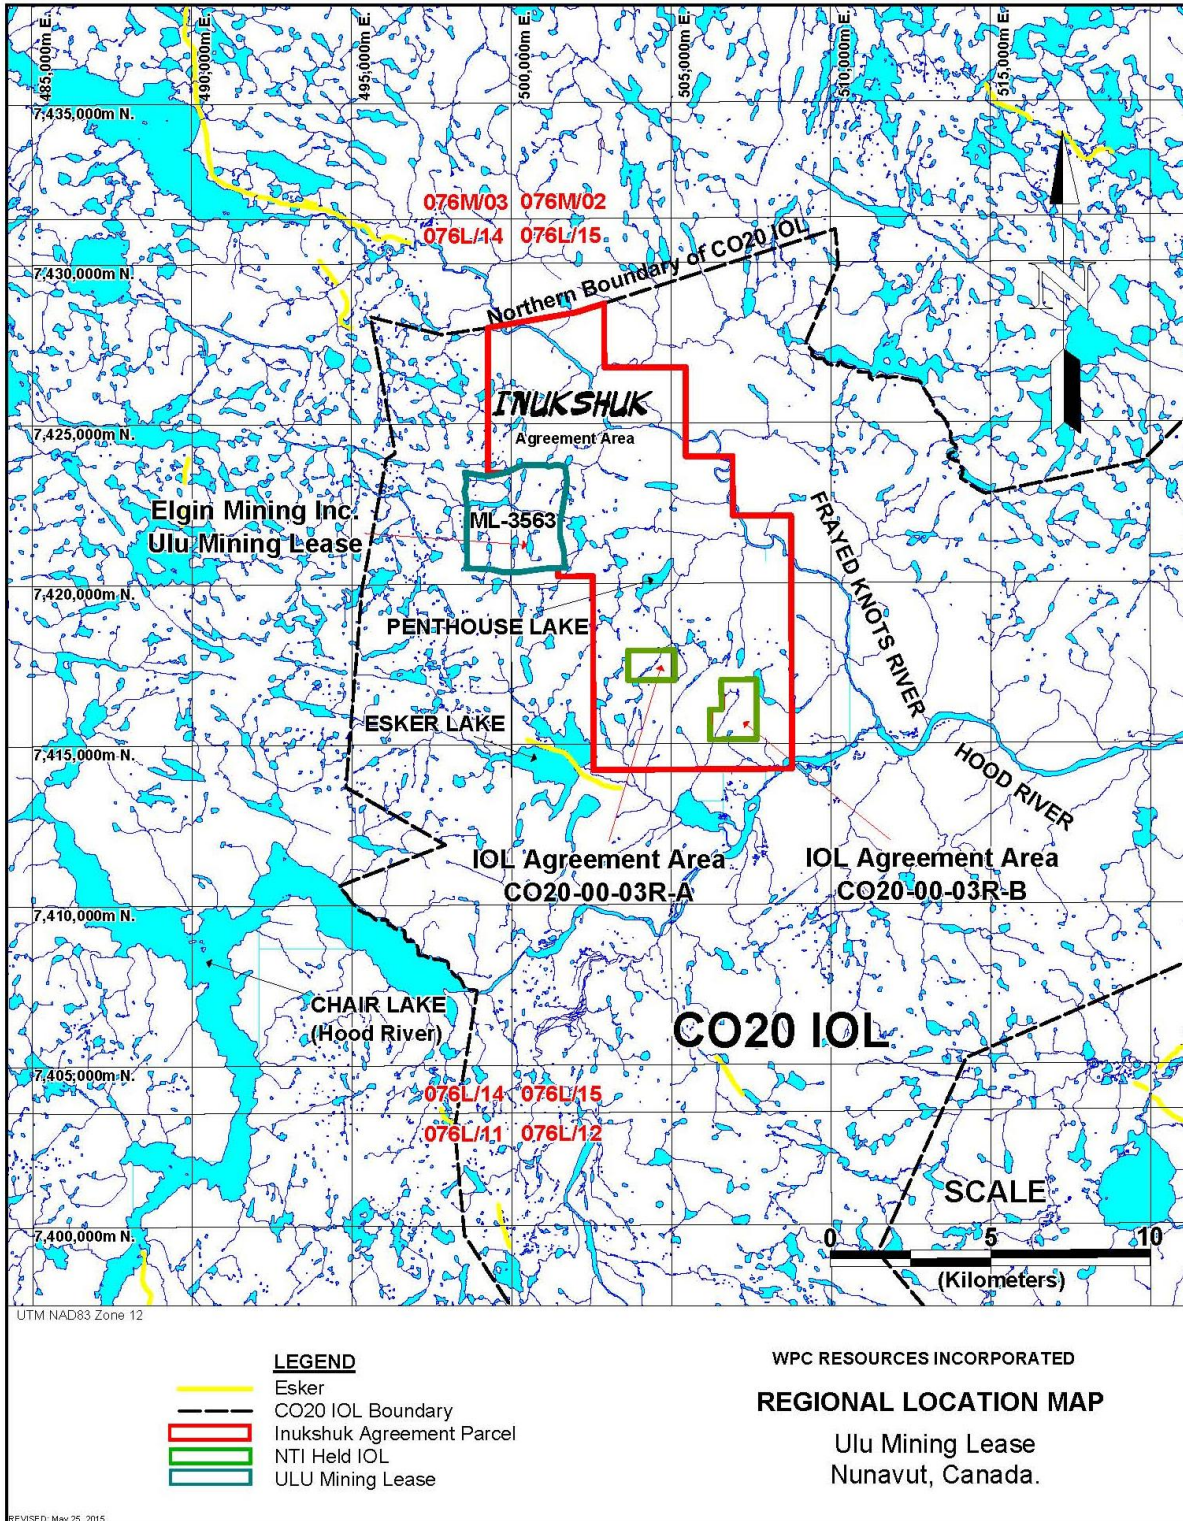 485,000m E.
490,000m E.
495,000m E.
500,000m E.
505,000m E.
510,000m E.
515,000m E.
7,435,000m N.
076M/03 076M/02
076L/14 076L/15
Northern Boundary of CO20 IOL
7,430,000m N.
N
INUKSHUK
Agreement Area
7,425,000m N.
Elgin Mining Inc.
Ulu Mining Lease
ML-3563
FRAYED KNOTS RIVER
7,420,000m N.
PENTHOUSE LAKE
ESKER LAKE
7,415,000m N.
HOOD RIVER
IOL Agreement Area
CO20-00-03R-A
IOL Agreement Area
CO20-00-03R-B
7,410,000m N.
CHAIR LAKE
(Hood River)
CO20 IOL
7,405,000m N.
076L/14 076L/15
076L/11 076L/12
SCALE
7,400,000m N.
0 5 10
(Kilometers)
UTM NAD83 Zone 12
LEGEND
Esker
CO20 IOL Boundary
Inukshuk Agreement Parcel
NTI Held IOL
ULU Mining Lease
WPC RESOURCES INCORPORATED
REGIONAL LOCATION MAP
Ulu Mining Lease
Nunavut, Canada.
REVISED: May 25, 2015